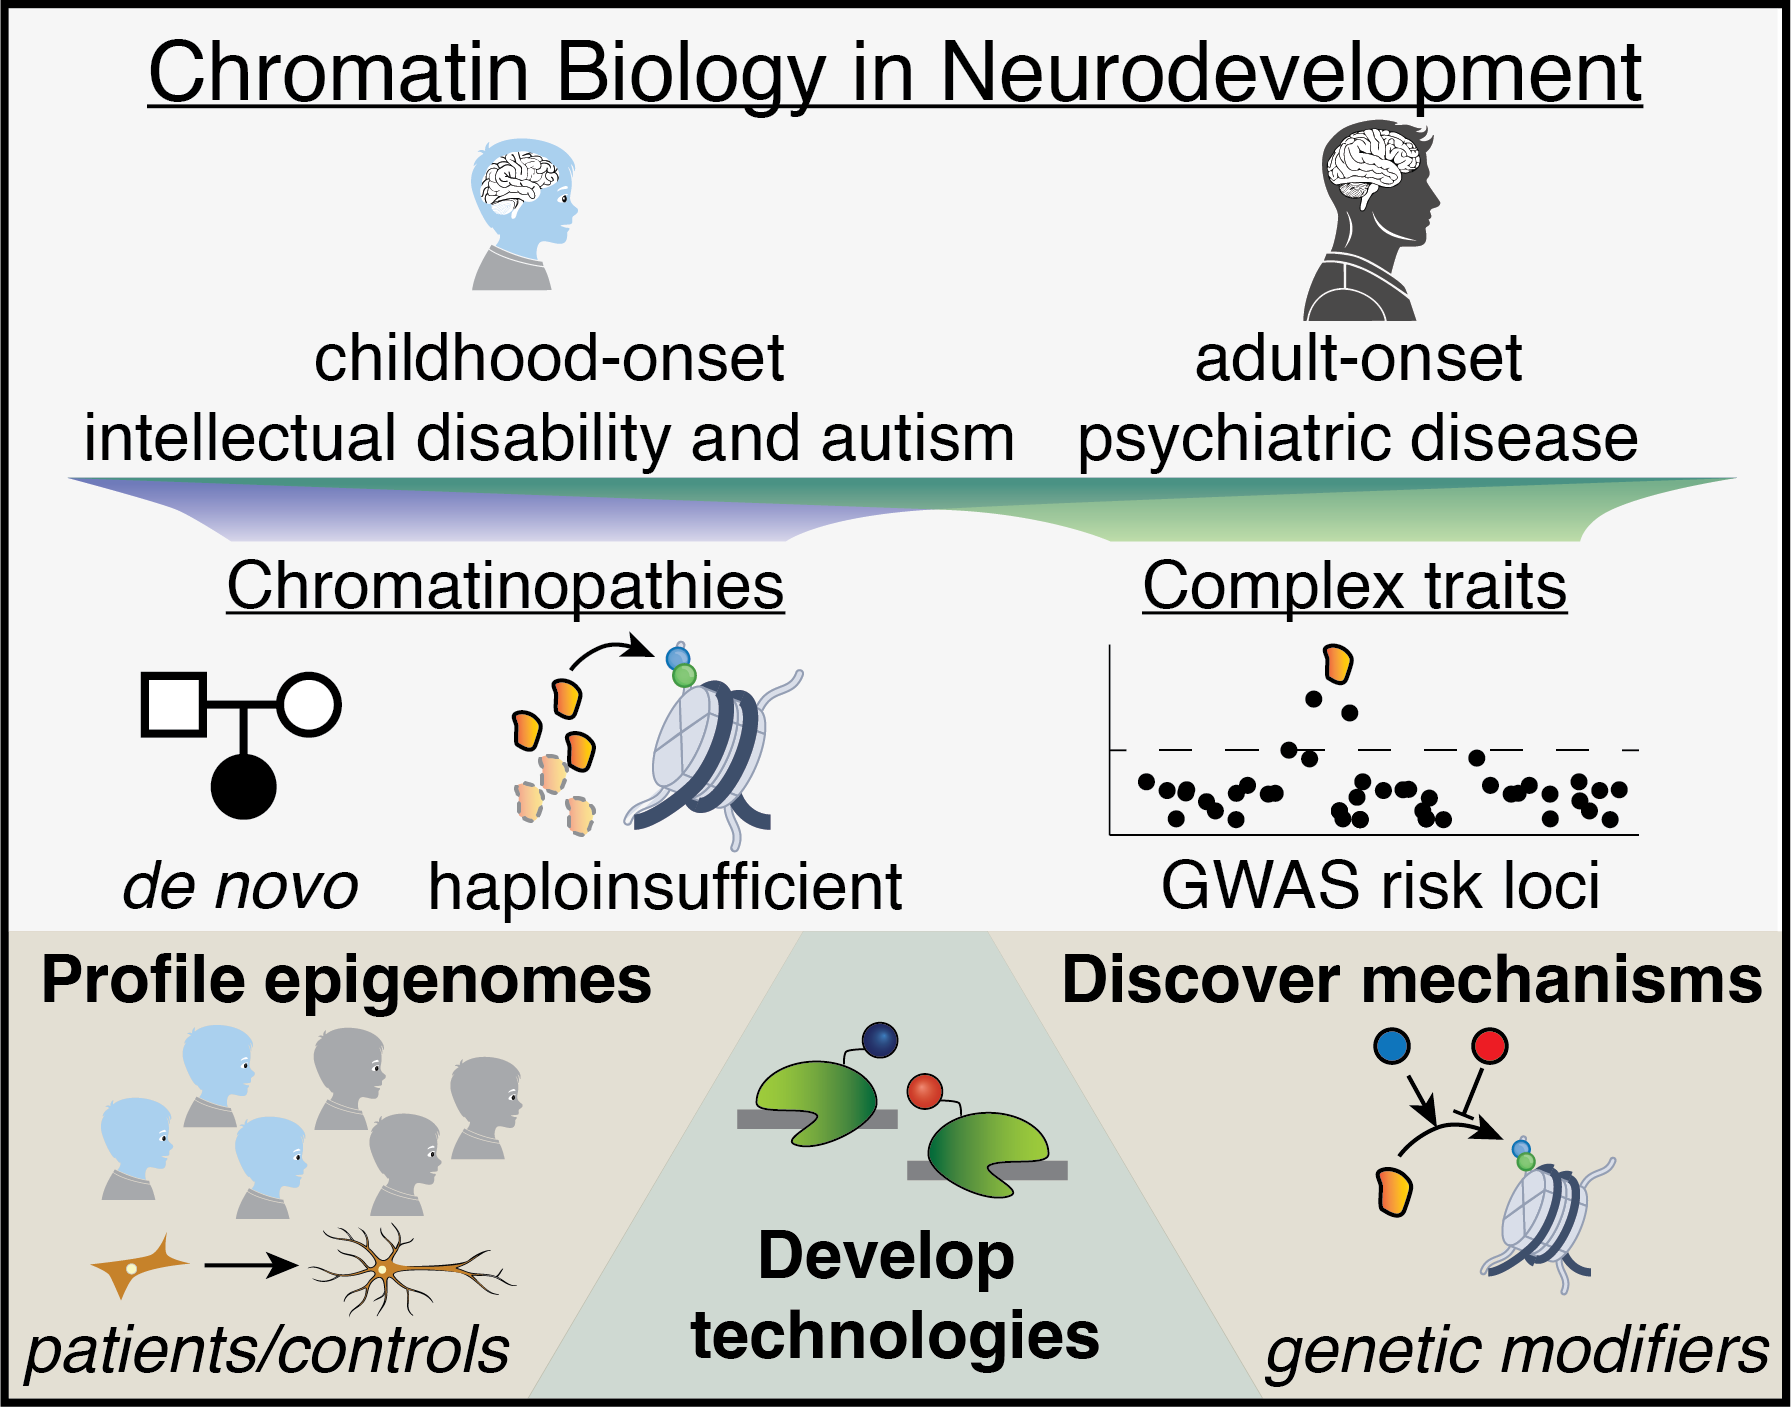 Chromatin Biology in Neurodevelopment
childhood-onset
intellectual disability and autism
adult-onset
psychiatric disease
Chromatinopathies
Complex traits
de novo
haploinsufficient
GWAS risk loci
Profile epigenomes
patients/controls
Develop
technologies
Discover mechanisms
genetic modifiers